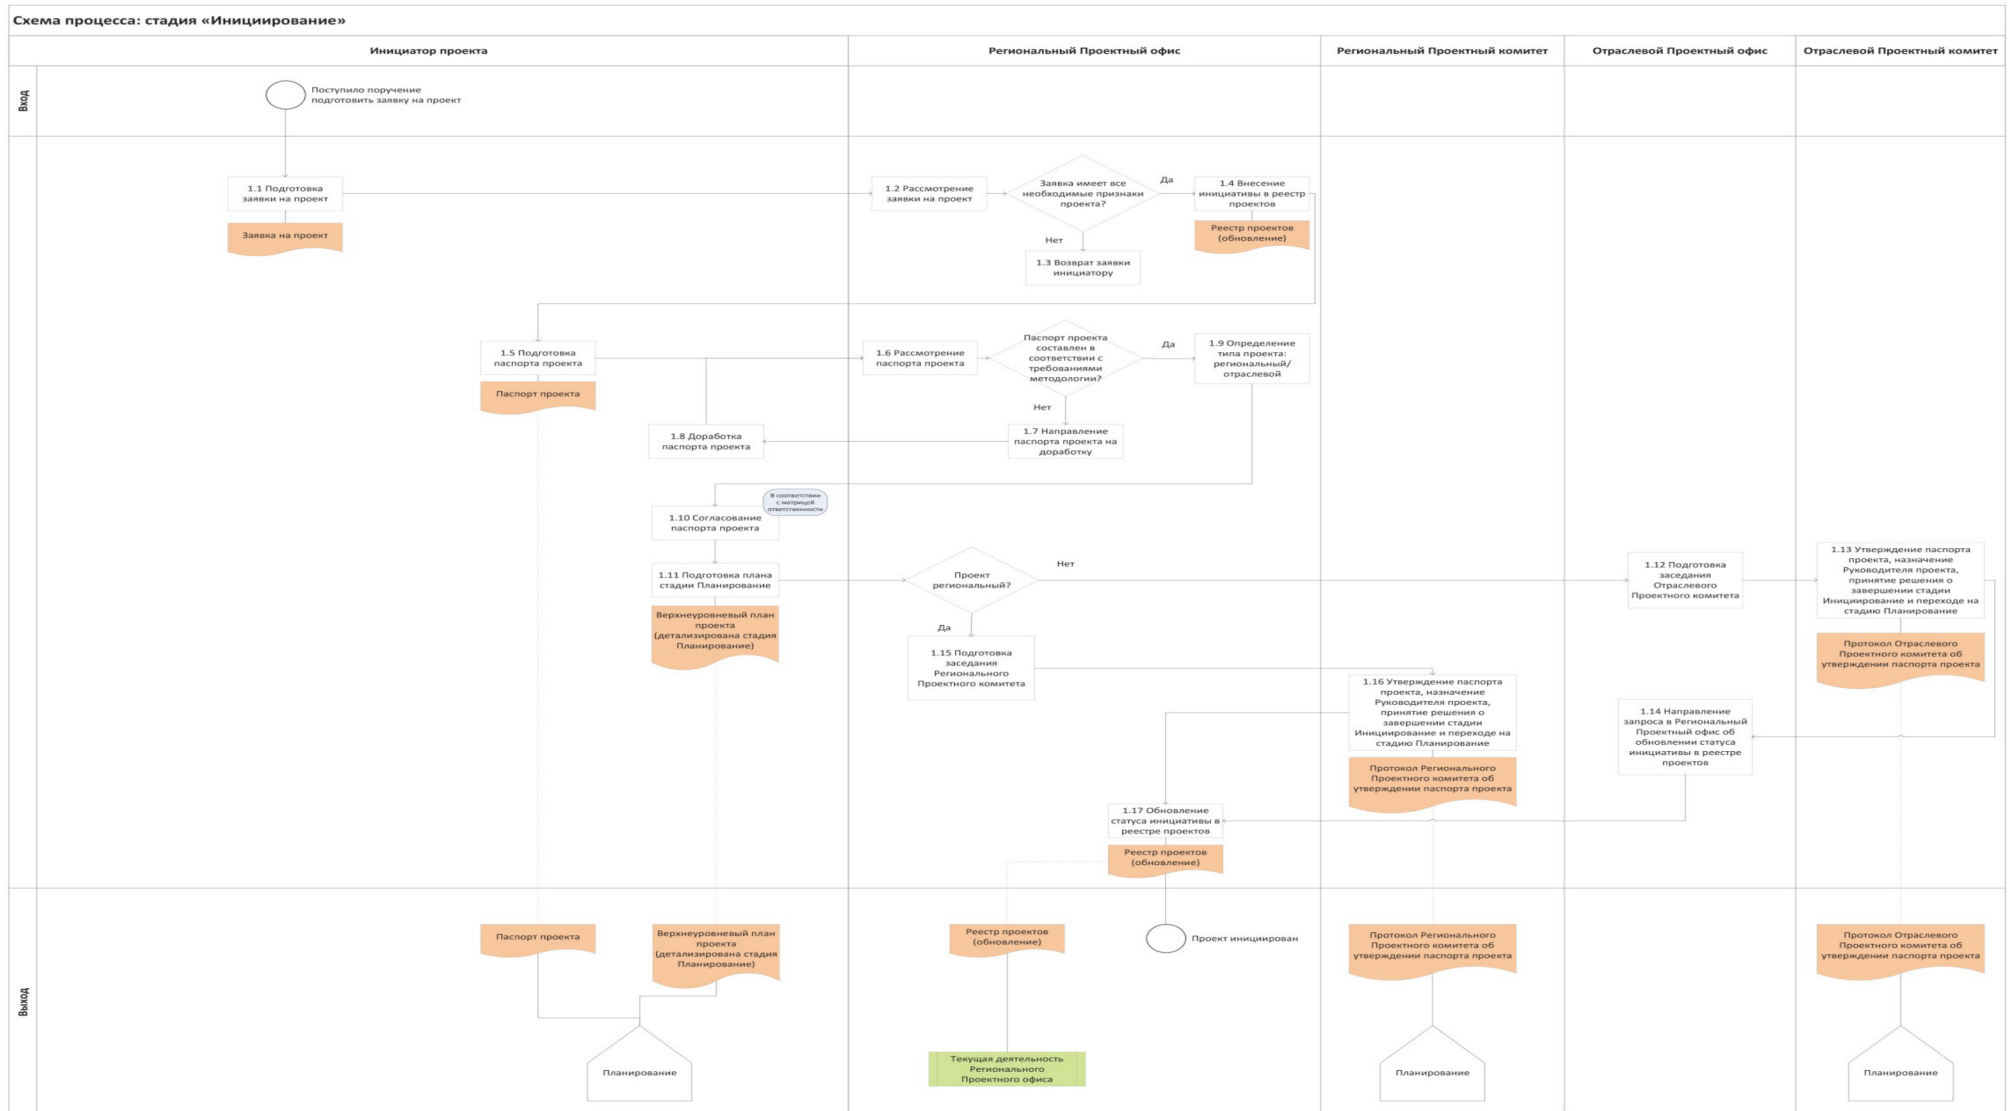 Схема процесса: стадия «Инициирование»
Инициатор проекта
Региональный Проектный офис
Региональный Проектный комитет
Отраслевой Проектный офис
Отраслевой Проектный комитет
Вход
Поступило поручение
подготовить заявку на проект
1.1 Подготовка
заявки на проект
Заявка на проект
1.2 Рассмотрение
заявки на проект
Заявка имеет все
необходимые признаки
проекта?
Да
1.4 Внесение
инициативы в реестр
проектов
Реестр проектов
(обновление)
Нет
1.3 Возврат заявки
инициатору
1.5 Подготовка
паспорта проекта
Паспорт проекта
1.6 Рассмотрение
паспорта проекта
Паспорт проекта
составлен в
соответствии с
требованиями
методологии?
Да
1.9 Определение
типа проекта:
региональный/
отраслевой
Нет
1.7 Направление
паспорта проекта на
доработку
1.8 Доработка
паспорта проекта
В соответствии
с матрицей
ответственности
1.10 Согласование
паспорта проекта
1.11 Подготовка плана
стадии Планирование
Верхнеуровневый план
проекта
(детализирована стадия
Планирование)
Проект
региональный?
Нет
1.12 Подготовка
заседания
Отраслевого
Проектного комитета
1.13 Утверждение паспорта
проекта, назначение
Руководителя проекта,
принятие решения о
завершении стадии
Инициирование и переходе на
стадию Планирование
Протокол Отраслевого
Проектного комитета об
утверждении паспорта проекта
Да
1.15 Подготовка
заседания
Регионального
Проектного комитета
1.16 Утверждение паспорта
проекта, назначение
Руководителя проекта,
принятие решения о
завершении стадии
Инициирование и переходе на
стадию Планирование
Протокол Регионального
Проектного комитета об
утверждении паспорта проекта
1.14 Направление
запроса в Региональный
Проектный офис об
обновлении статуса
инициативы в реестре
проектов
1.17 Обновление
статуса инициативы в
реестре проектов
Реестр проектов
(обновление)
Выход
Паспорт проекта
Верхнеуровневый план
проекта
(детализирована стадия
Планирование)
Реестр проектов
(обновление)
Проект инициирован
Протокол Регионального
Проектного комитета об
утверждении паспорта проекта
Протокол Отраслевого
Проектного комитета об
утверждении паспорта проекта
Планирование
Текущая деятельность
Регионального
Проектного офиса
Планирование
Планирование